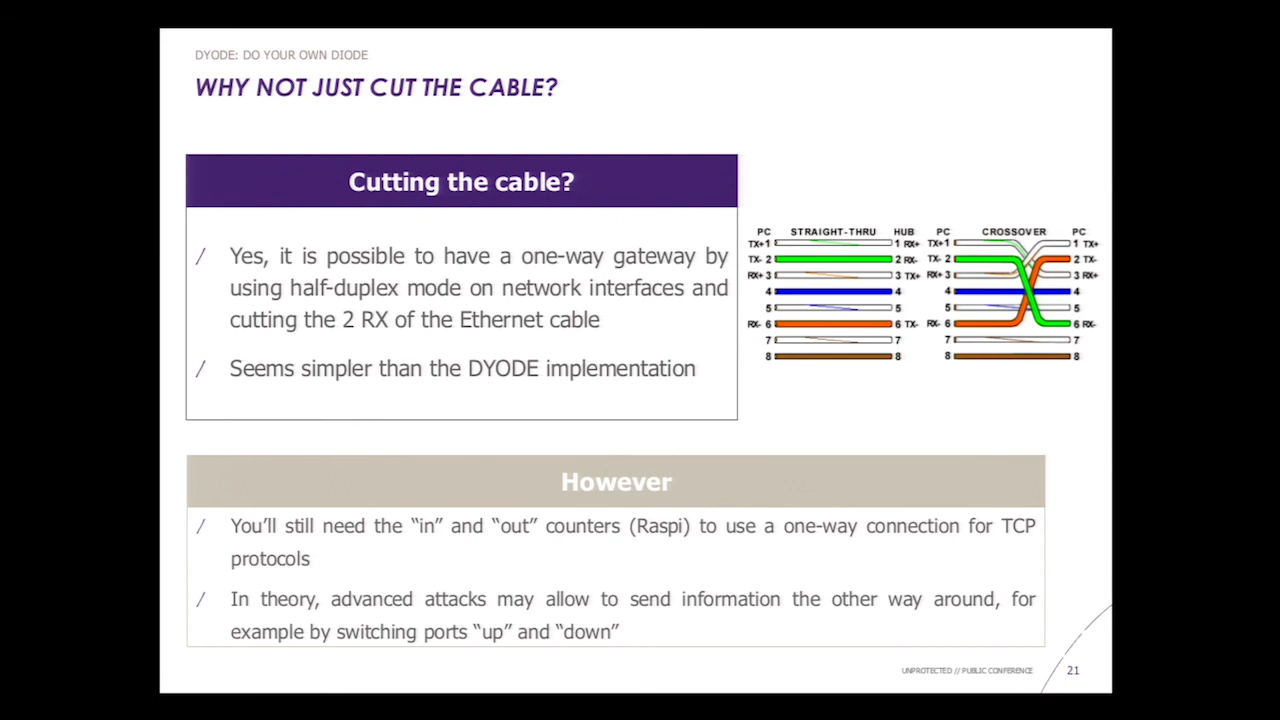 DYODE: DO YOUR OWN DIODE
WHY NOT JUST CUT THE CABLE?
Cutting the cable?
/ Yes, it is possible to have a one-way gateway by
using half-duplex mode on network interfaces and
cutting the 2 RX of the Ethernet cable
/ Seems simpler than the DYODE implementation
PC STRAIGHT-THRU HUB
TX+ 1 1 RX+
TX- 2 2 RX-
RX+ 3 3 TX+
4 4
5 5
RX- 6 6 TX-
7 7
8 8
PC CROSSOVER PC
TX+ 1 1 TX+
TX- 2 2 TX-
RX+ 3 3 RX+
4 4
5 5
RX- 6 6 RX-
7 7
8 8
However
/ You’ll still need the “in” and “out” counters (Raspi) to use a one-way connection for TCP
protocols
/ In theory, advanced attacks may allow to send information the other way around, for
example by switching ports “up” and “down”
UNPROTECTED // PUBLIC CONFERENCE 21